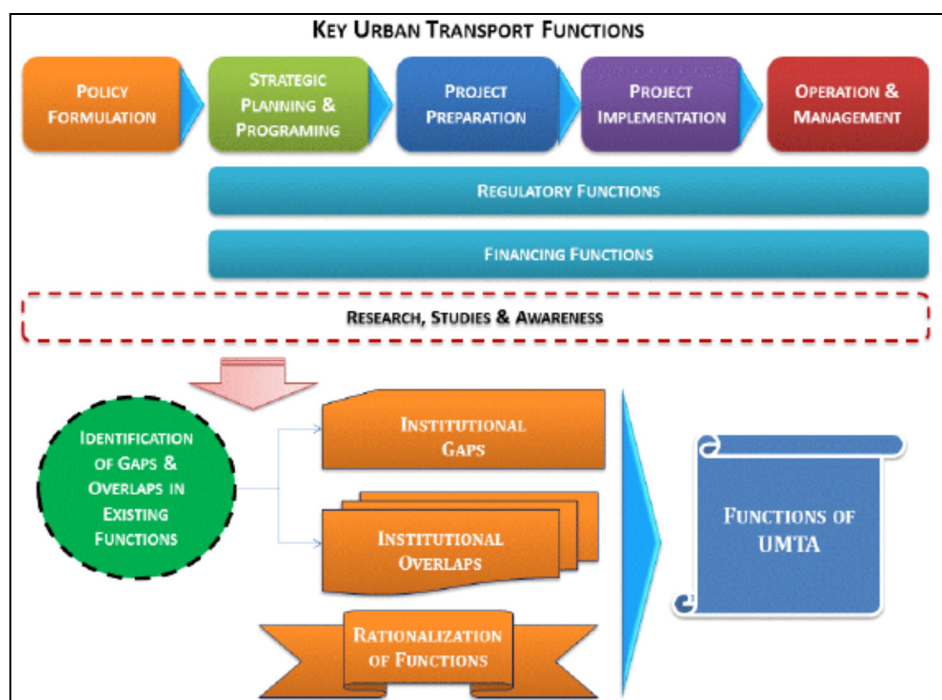 KEY URBAN TRANSPORT FUNCTIONS
POLICY
FORMULATION
STRATEGIC
PLANNING &
PROGRAMING
PROJECT
PREPARATION
PROJECT
IMPLEMENTATION
OPERATION &
MANAGEMENT
REGULATORY FUNCTIONS
FINANCING FUNCTIONS
RESEARCH, STUDIES & AWARENESS
IDENTIFICATION
OF GAPS &
OVERLAPS IN
EXISTING
FUNCTIONS
INSTITUTIONAL
GAPS
INSTITUTIONAL
OVERLAPS
RATIONALIZATION
OF FUNCTIONS
FUNCTIONS OF
UMTA